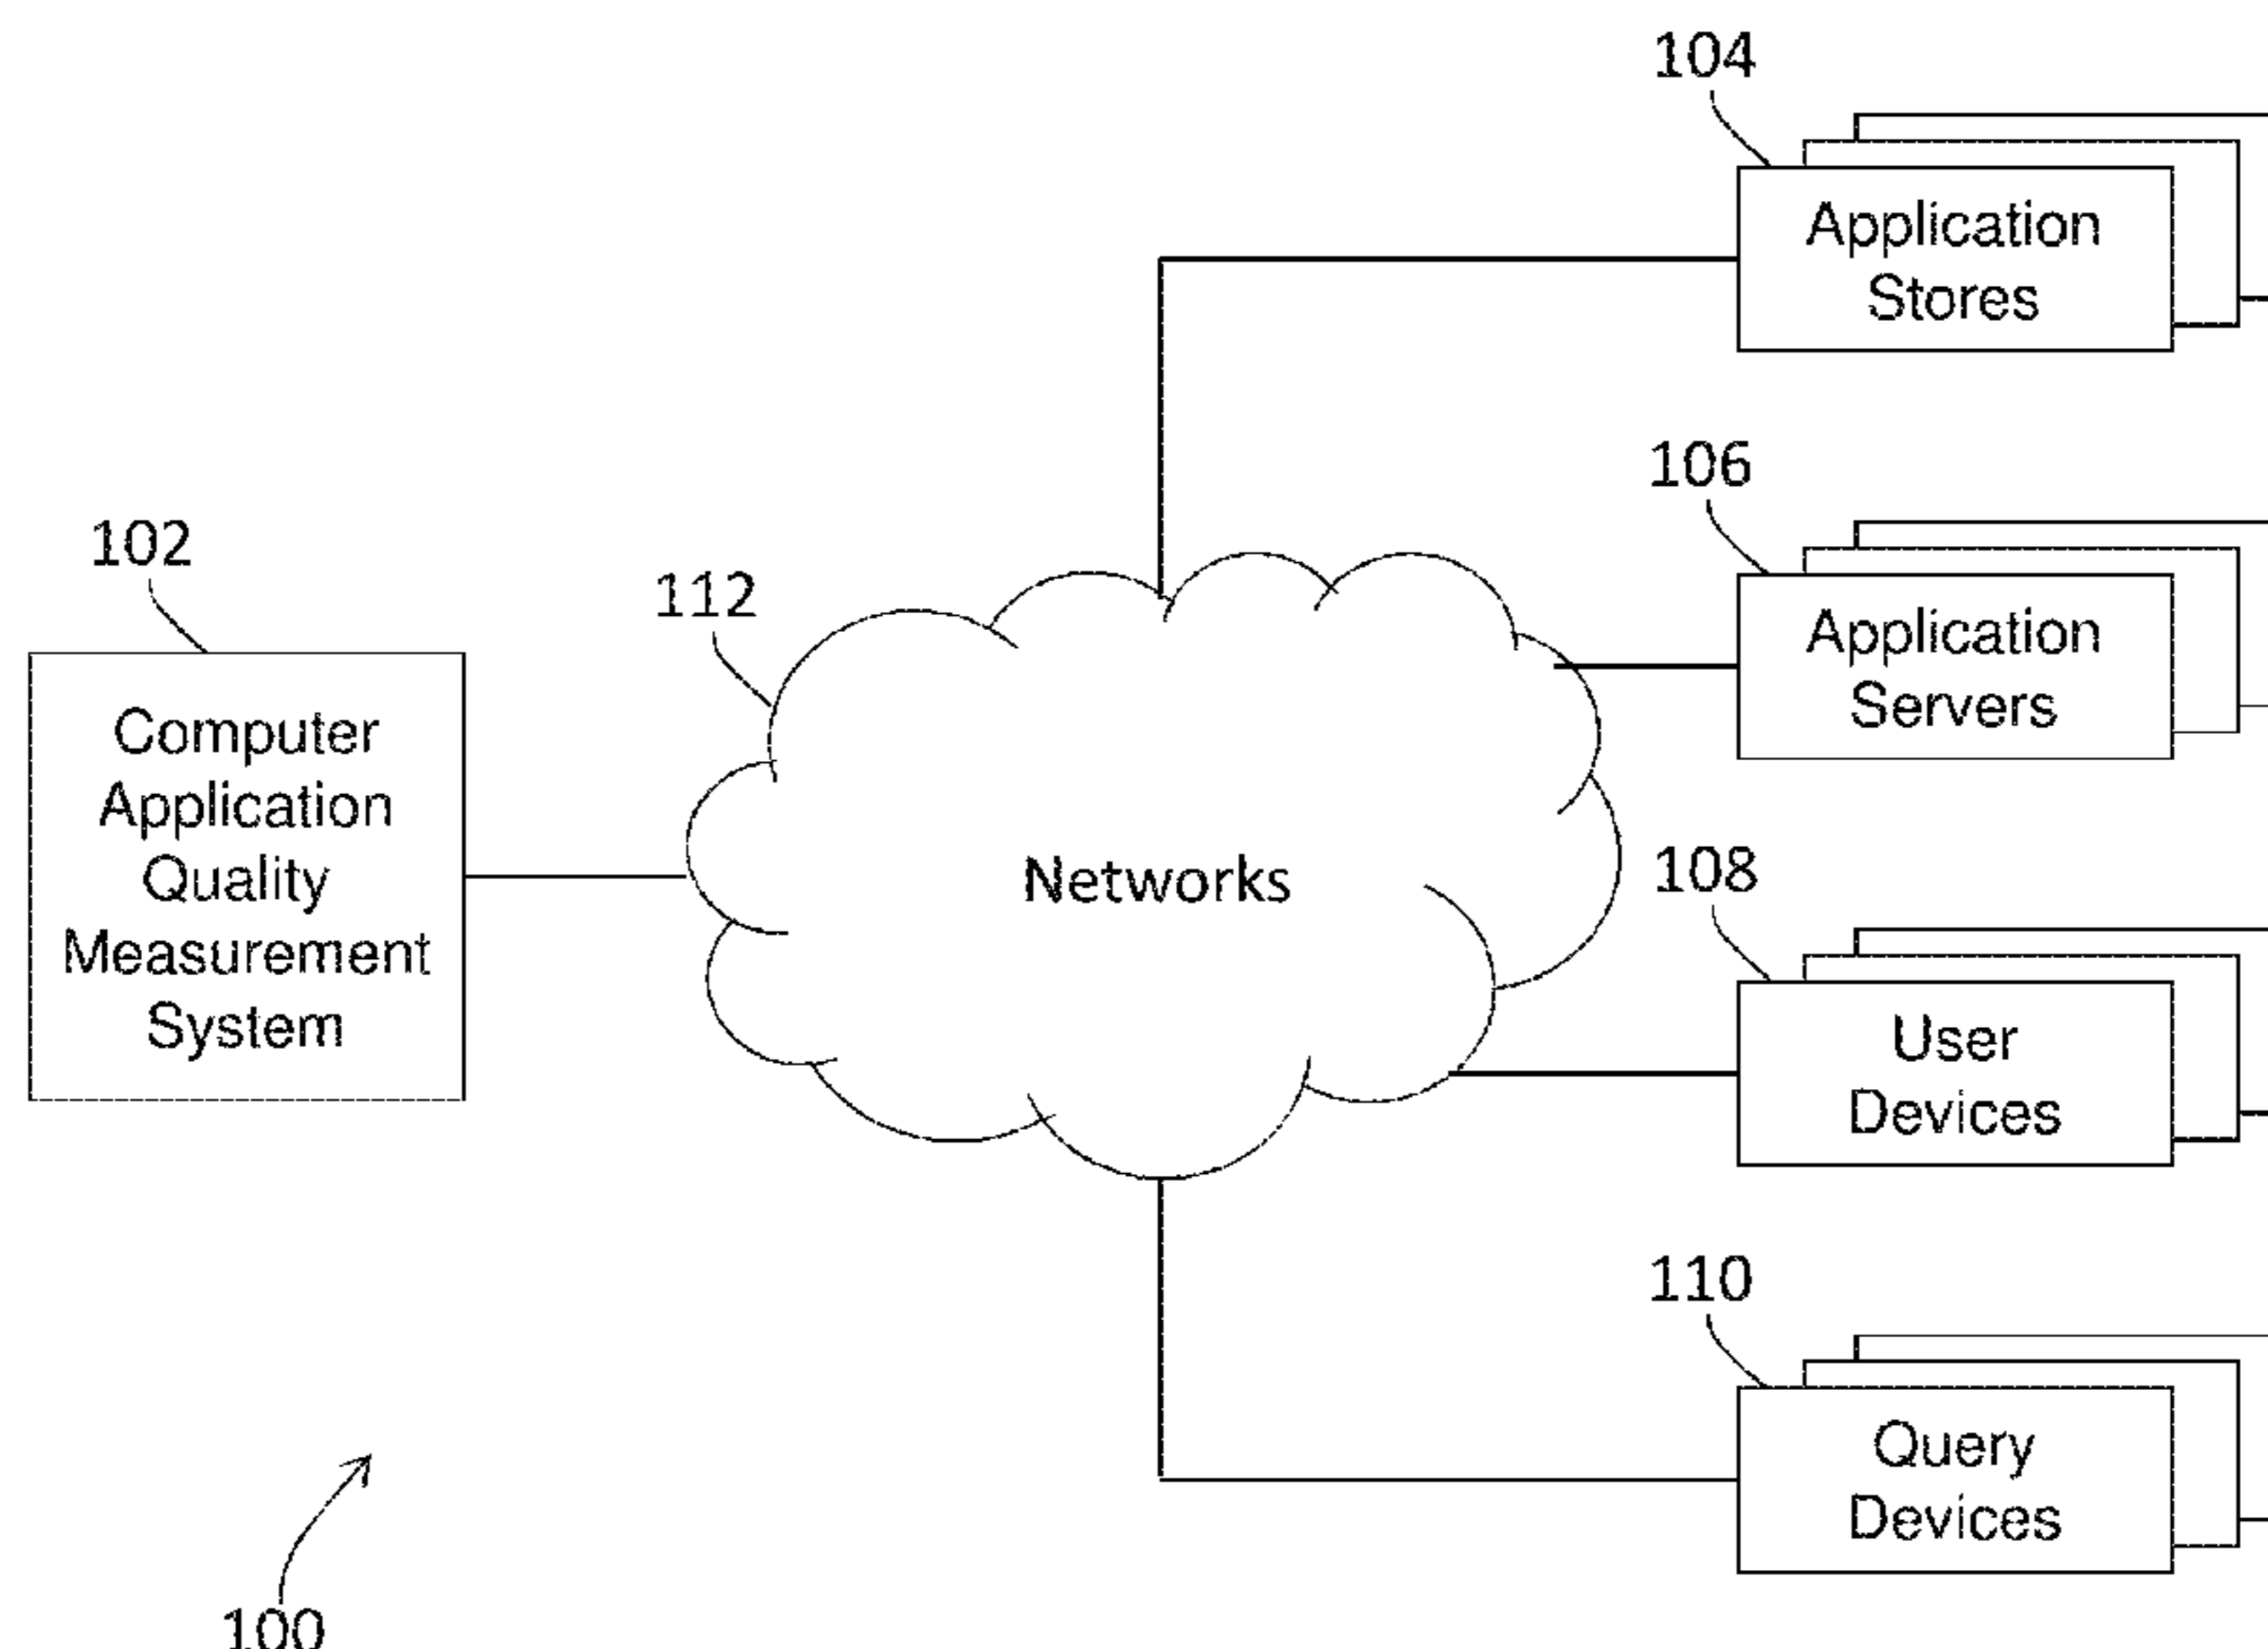 104
Application
Stores
106
Application
Servers
102
112
Computer
Application
Quality
Measurement
System
Networks
108
User
Devices
110
Query
Devices
100